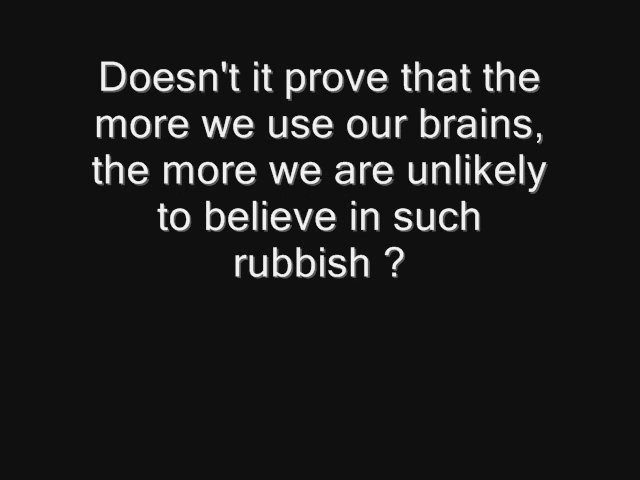 Doesn't it prove that the
more we use our brains,
the more we are unlikely
to believe in such
rubbish ?